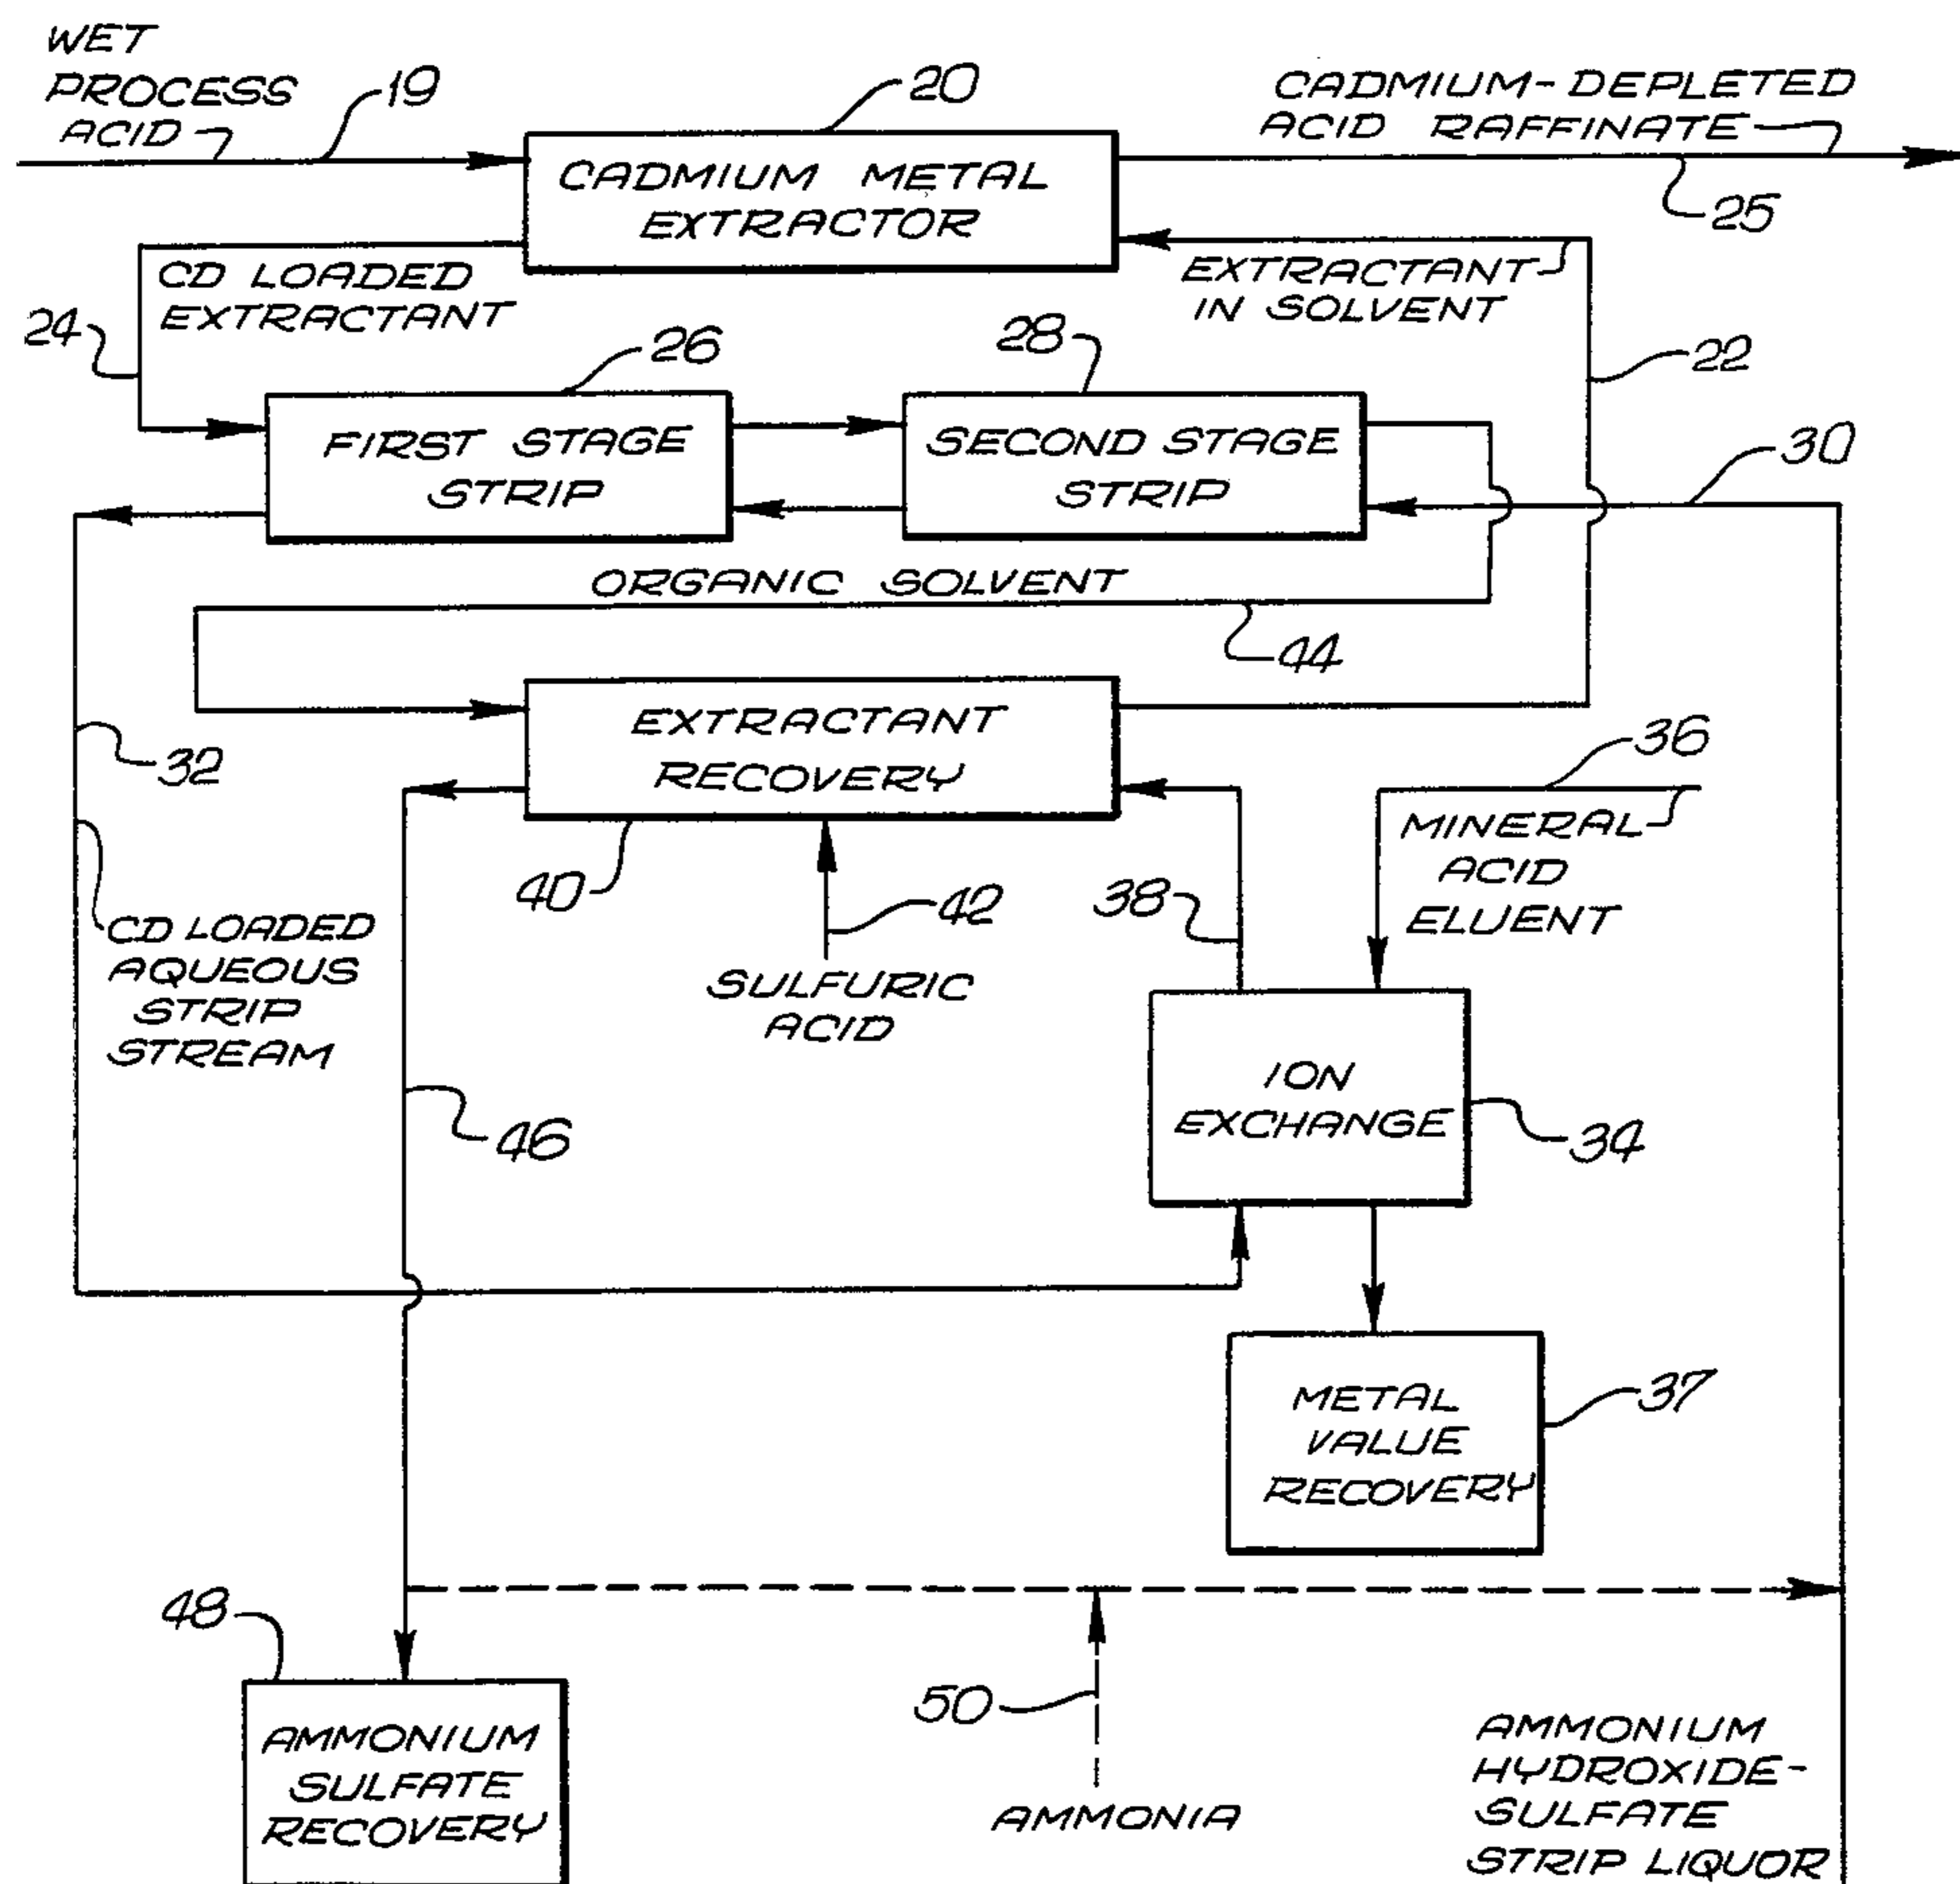 WET
PROCESS
ACID
19
20
CADMIUM-DEPLETED
ACID RAFFINATE
25
CADMIUM METAL
EXTRACTOR
CD LOADED
EXTRACTANT
24
EXTRACTANT
IN SOLVENT
22
26
28
30
FIRST STAGE
STRIP
SECOND STAGE
STRIP
ORGANIC SOLVENT
44
32
EXTRACTANT
RECOVERY
36
MINERAL
ACID
ELUENT
40
42
38
CD LOADED
AQUEOUS
STRIP
STREAM
SULFURIC
ACID
46
ION
EXCHANGE
34
METAL
VALUE
RECOVERY
37
48
50
AMMONIUM
SULFATE
RECOVERY
AMMONIA
AMMONIUM
HYDROXIDE-
SULFATE
STRIP LIQUOR